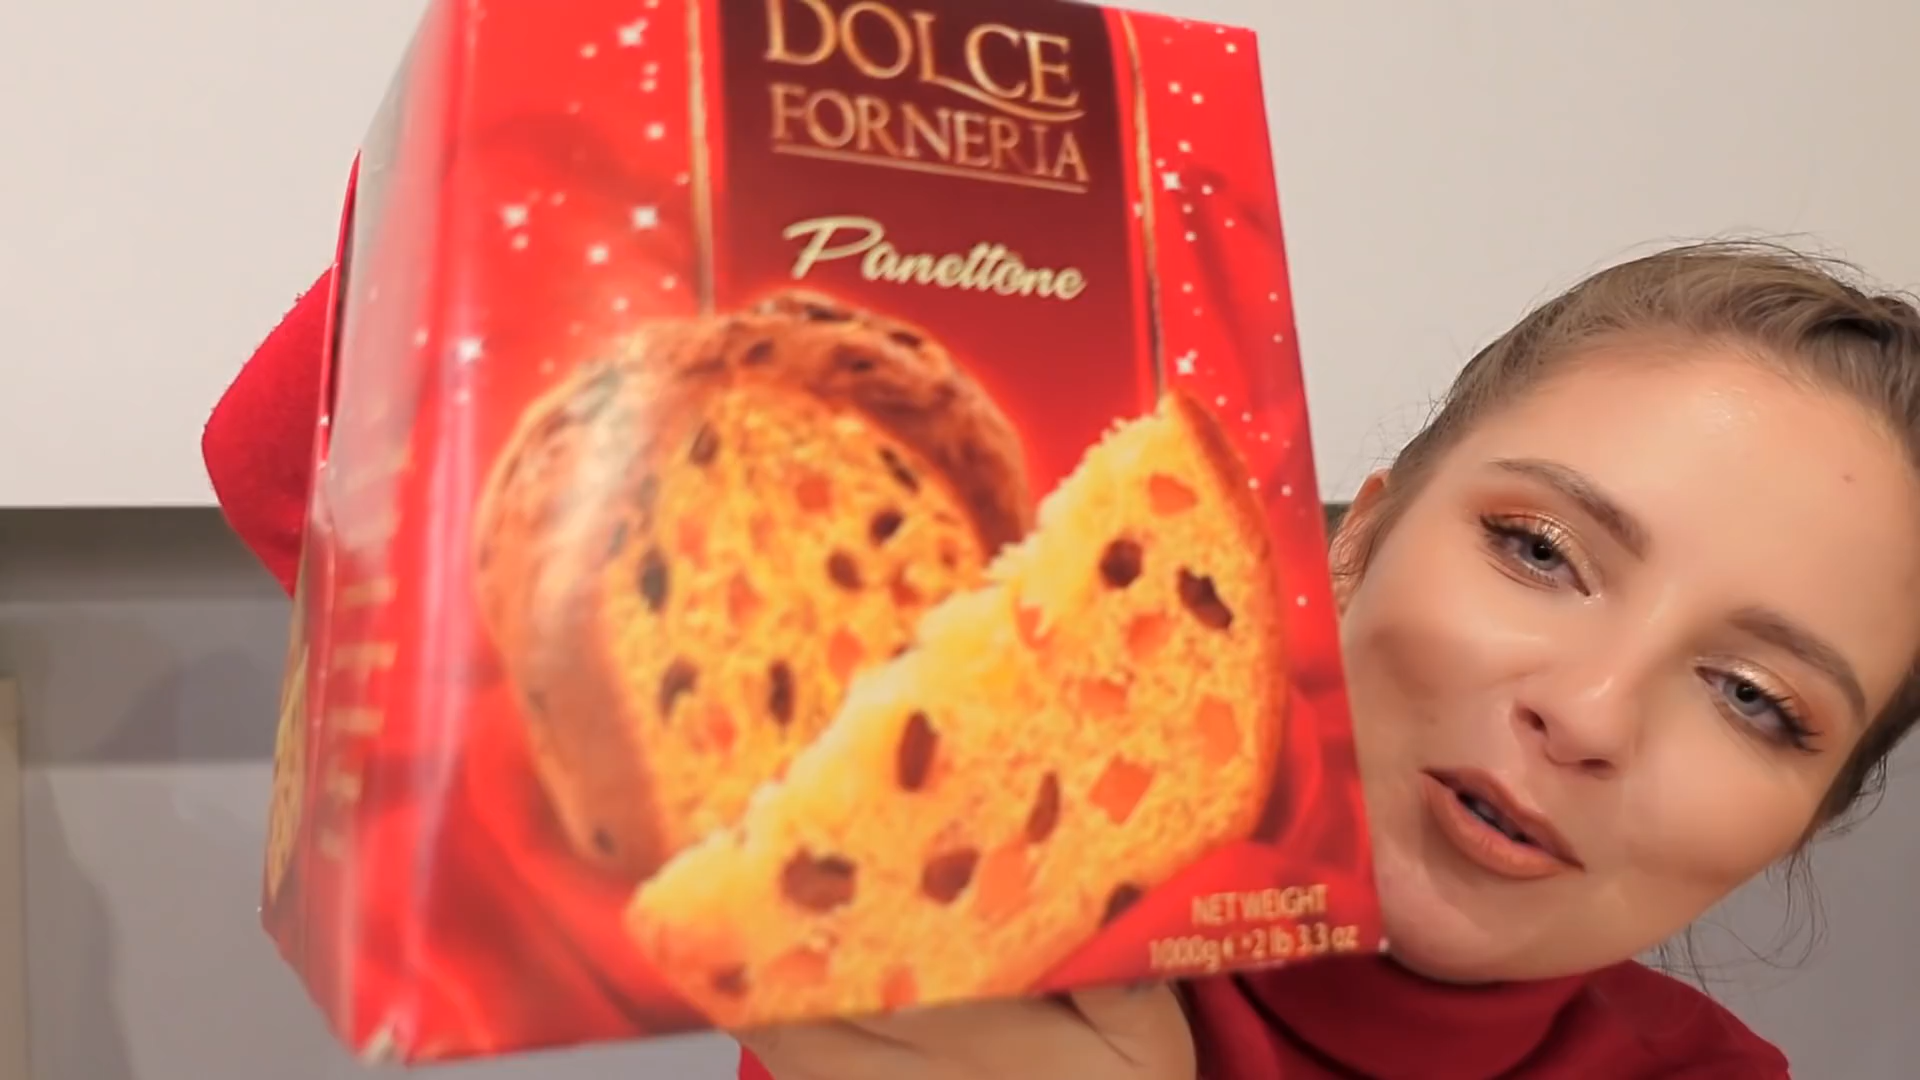 DOLCE
FORNERIA
Panettone
NET WEIGHT
1000g e • 2 lb 3.3 oz